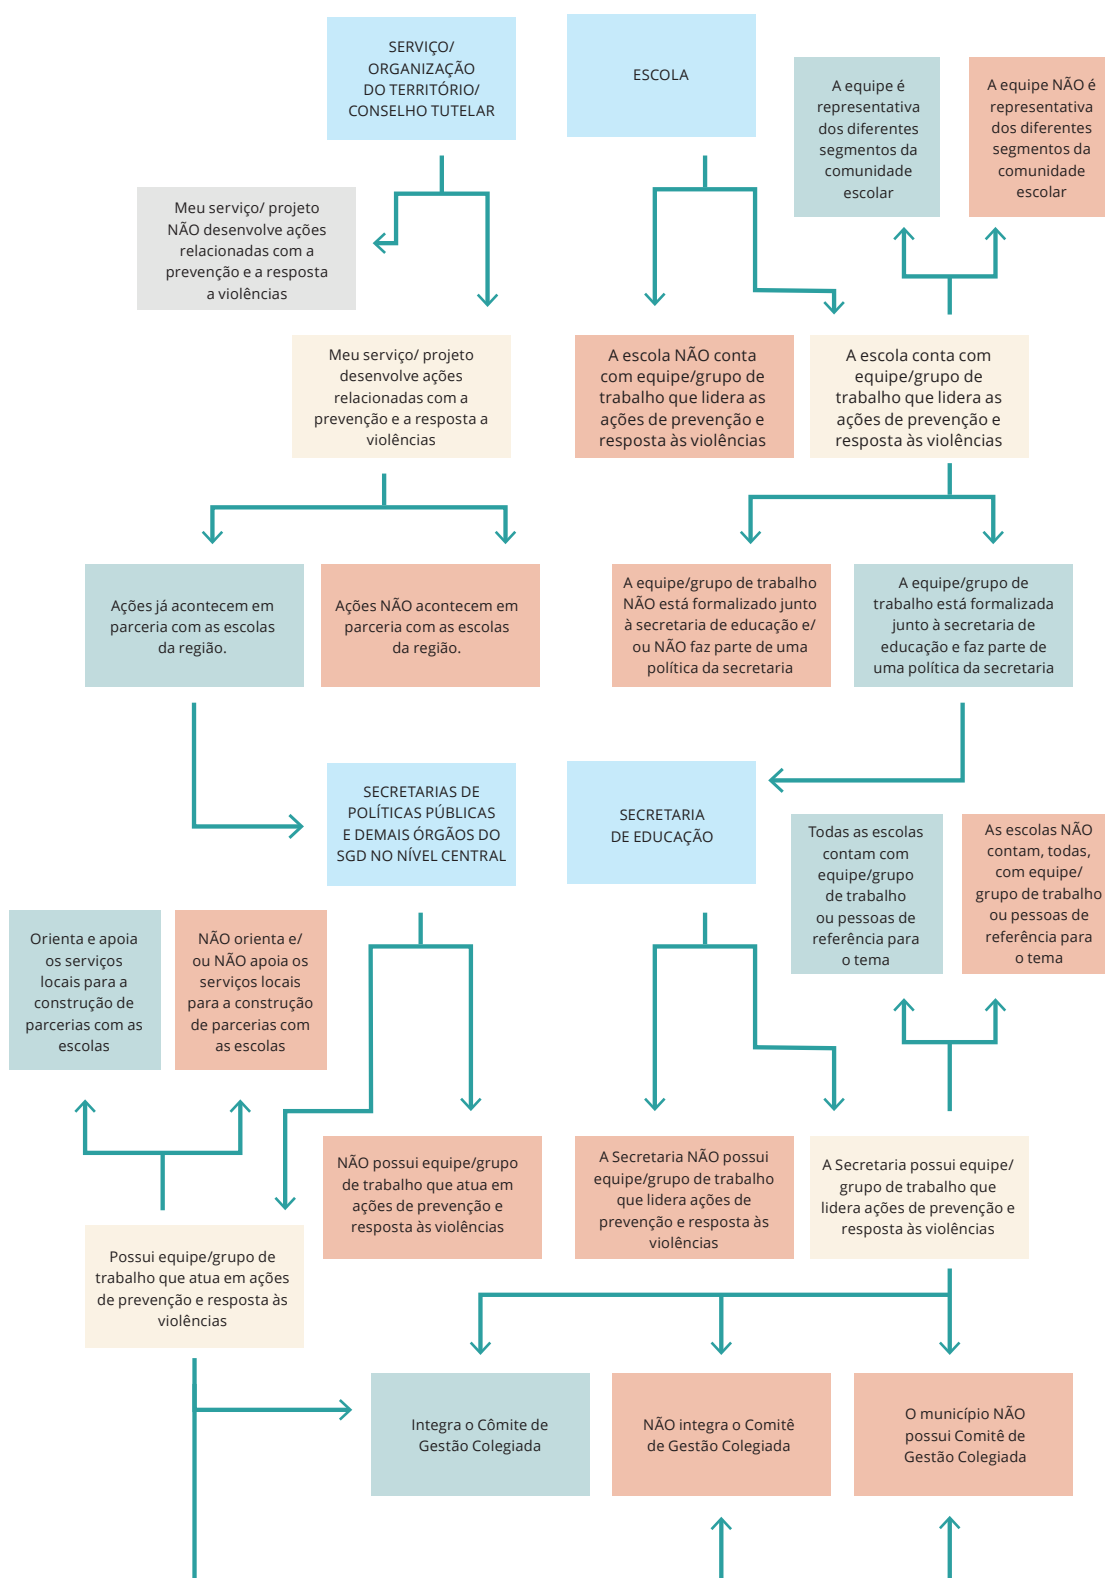 SERVIÇO/
ORGANIZAÇÃO
DO TERRITÓRIO/
CONSELHO TUTELAR
ESCOLA
A equipe é
representativa
dos diferentes
segmentos da
comunidade
escolar
A equipe NÃO é
representativa
dos diferentes
segmentos da
comunidade
escolar
Meu serviço/ projeto
NÃO desenvolve ações
relacionadas com a
prevenção e a resposta
a violências
Meu serviço/ projeto
desenvolve ações
relacionadas com a
prevenção e a resposta a
violências
A escola NÃO conta
com equipe/grupo de
trabalho que lidera as
ações de prevenção e
resposta às violências
A escola conta com
equipe/grupo de
trabalho que lidera as
ações de prevenção e
resposta às violências
Ações já acontecem em
parceria com as escolas
da região.
Ações NÃO acontecem em
parceria com as escolas
da região.
A equipe/grupo de trabalho
NÃO está formalizado junto
à secretaria de educação e/
ou NÃO faz parte de uma
política da secretaria
A equipe/grupo de
trabalho está formalizada
junto à secretaria de
educação e faz parte de
uma política da secretaria
SECRETARIAS DE
POLÍTICAS PÚBLICAS
E DEMAIS ÓRGÃOS DO
SGD NO NÍVEL CENTRAL
SECRETARIA
DE EDUCAÇÃO
Todas as escolas
contam com
equipe/grupo
de trabalho
ou pessoas de
referência para
o tema
As escolas NÃO
contam, todas,
com equipe/
grupo de trabalho
ou pessoas de
referência para
o tema
Orienta e apoia
os serviços
locais para a
construção de
parcerias com as
escolas
NÃO orienta e/
ou NÃO apoia os
serviços locais
para a construção
de parcerias com
as escolas
NÃO possui equipe/grupo
de trabalho que atua em
ações de prevenção e
resposta às violências
A Secretaria NÃO possui
equipe/grupo de trabalho
que lidera ações de
prevenção e resposta às
violências
A Secretaria possui equipe/
grupo de trabalho que
lidera ações de prevenção e
resposta às violências
Possui equipe/grupo de
trabalho que atua em ações
de prevenção e resposta às
violências
Integra o Cômite de
Gestão Colegiada
NÃO integra o Comitê
de Gestão Colegiada
O município NÃO
possui Comitê de
Gestão Colegiada